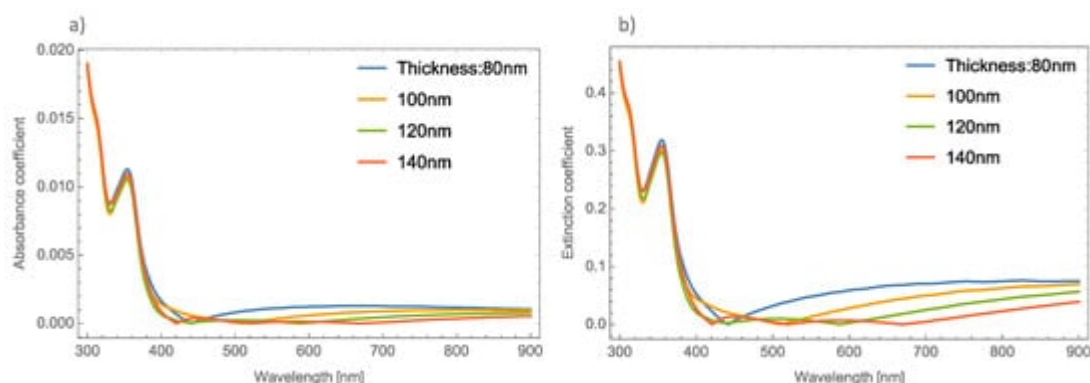 a)
0.020
0.015
0.010
0.005
0.000
Absorbance coefficient
Thickness:80nm
100nm
120nm
140nm
300 400 500 600 700 800 900
Wavelength [nm]
b)
0.4
0.3
0.2
0.1
0.0
Extinction coefficient
Thickness:80nm
100nm
120nm
140nm
300 400 500 600 700 800 900
Wavelength [nm]